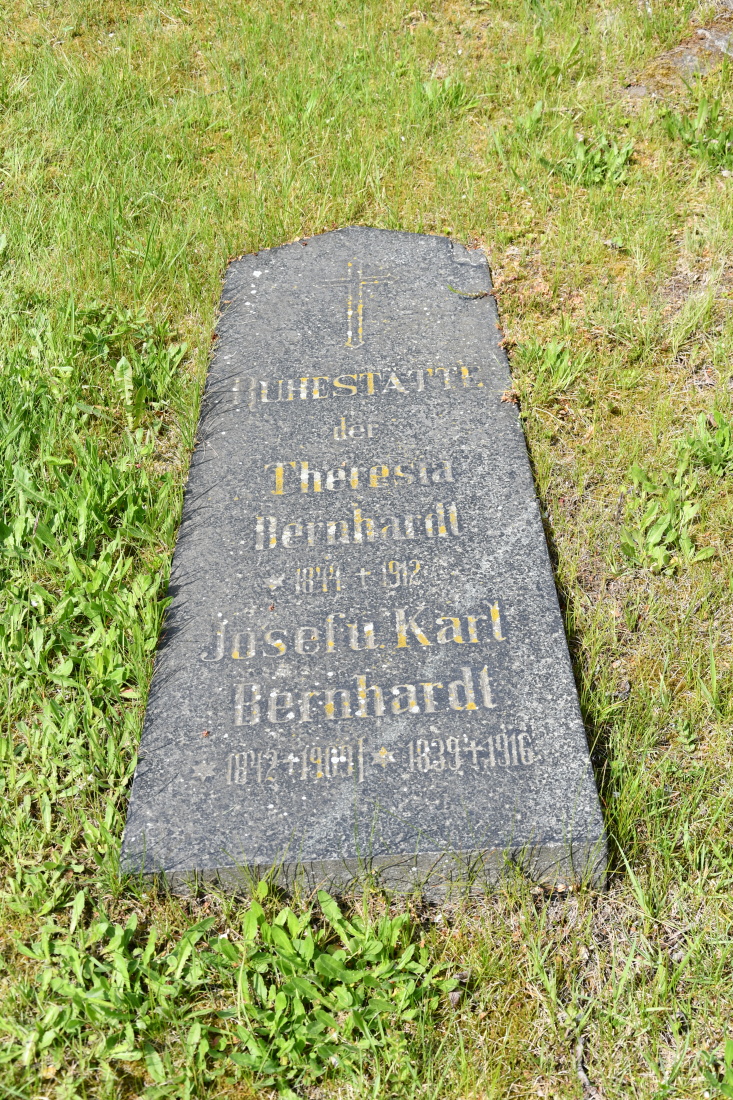 RUHESTÄTTE
der
Theresia
Bernhardt
* 1844 + 1912
Josef u. Karl
Bernhardt
* 1842 + 1909 * 1839 + 1916